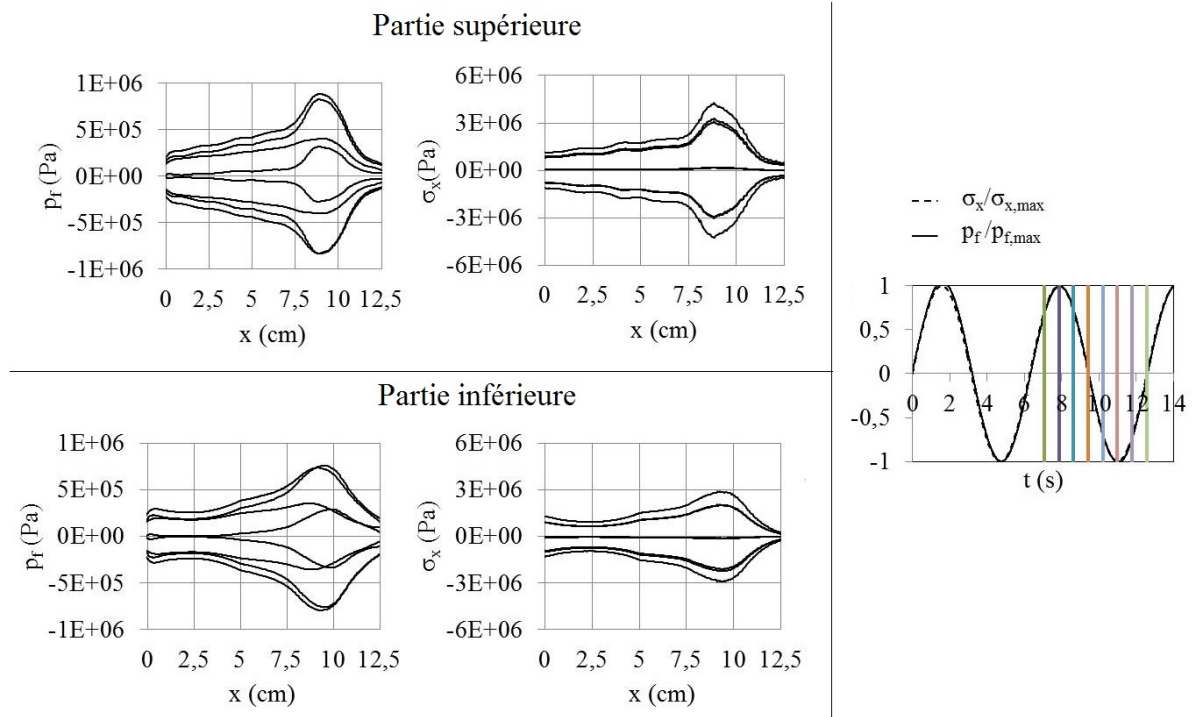 Partie supérieure
1E+06
5E+05
0E+00
-5E+05
-1E+06
p_f (Pa)
0 2,5 5 7,5 10 12,5
x (cm)
6E+06
3E+06
0E+00
-3E+06
-6E+06
σ_x (Pa)
0 2,5 5 7,5 10 12,5
x (cm)
Partie inférieure
1E+06
5E+05
0E+00
-5E+05
-1E+06
p_f (Pa)
0 2,5 5 7,5 10 12,5
x (cm)
6E+06
3E+06
0E+00
-3E+06
-6E+06
σ_x (Pa)
0 2,5 5 7,5 10 12,5
x (cm)
σ_x/σ_x,max
p_f/p_f,max
1
0,5
0
-0,5
-1
0 2 4 6 8 10 12 14
t (s)